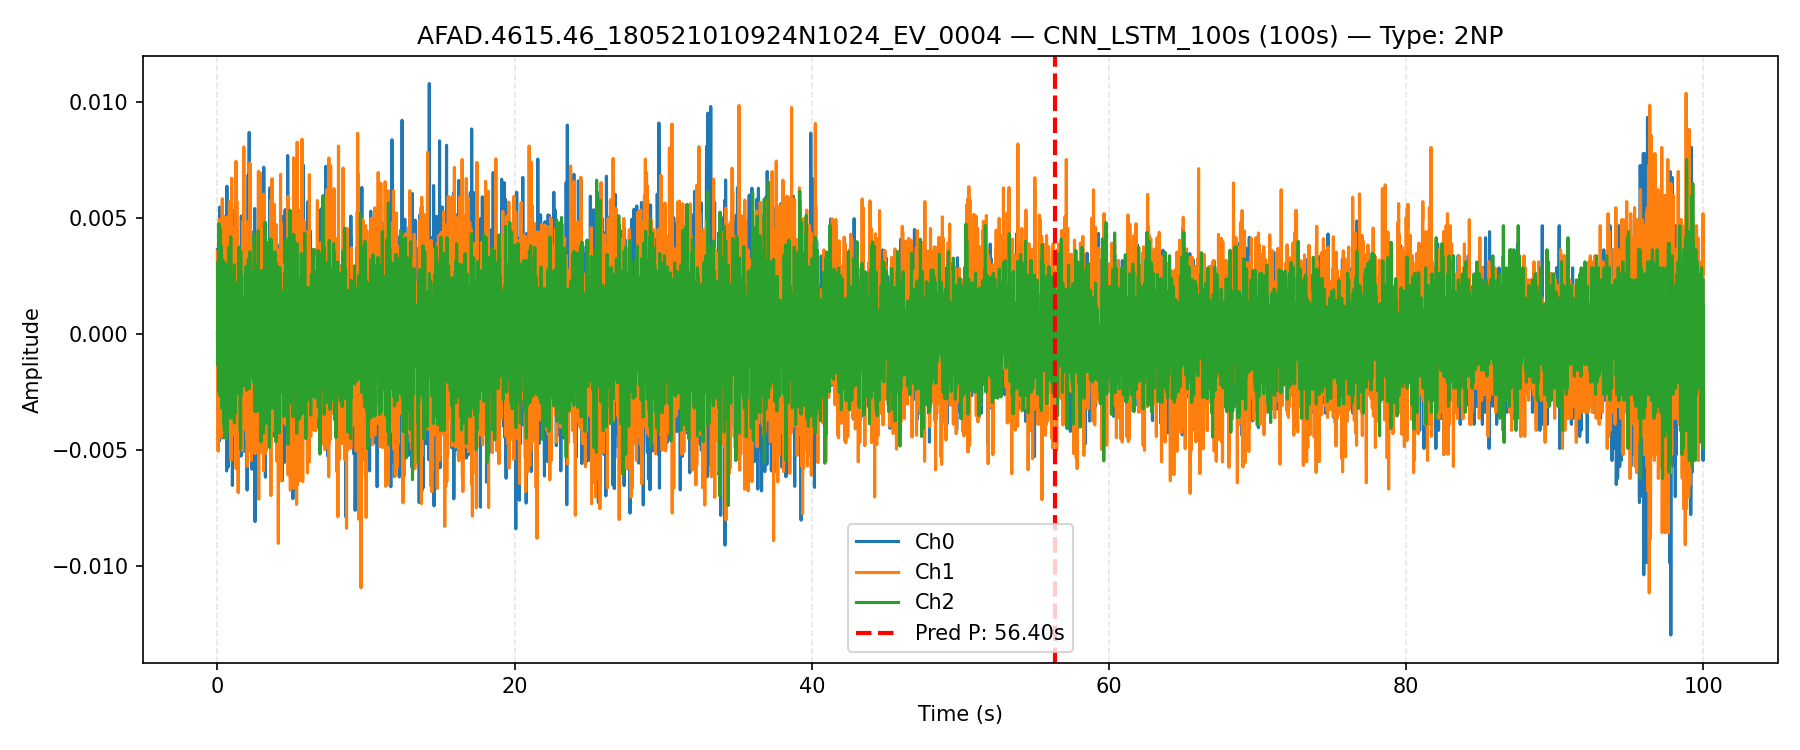 AFAD.4615.46_180521010924N1024_EV_0004 — CNN_LSTM_100s (100s) — Type: 2NP
Amplitude
0.010
0.005
0.000
−0.005
−0.010
Ch0
Ch1
Ch2
Pred P: 56.40s
0 20 40 60 80 100
Time (s)